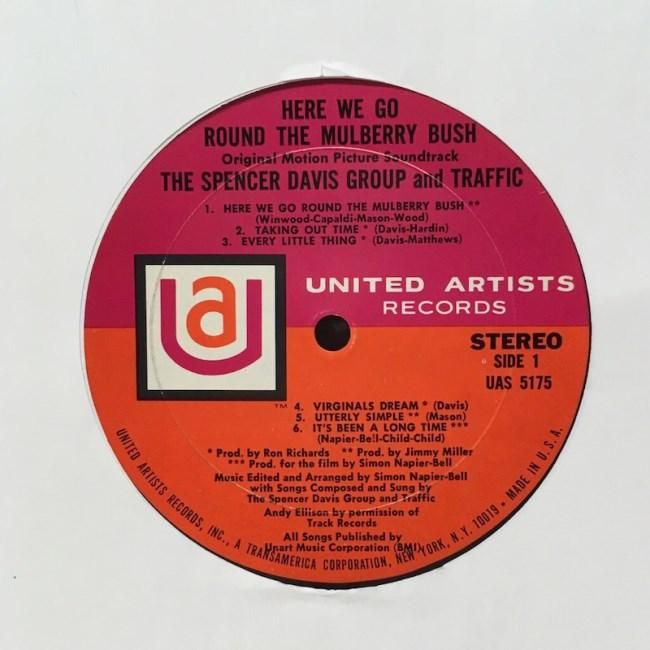 HERE WE GO
ROUND THE MULBERRY BUSH
Original Motion Picture Soundtrack
THE SPENCER DAVIS GROUP and TRAFFIC
1. HERE WE GO ROUND THE MULBERRY BUSH **
(Winwood-Capaldi-Mason-Wood)
2. TAKING OUT TIME * (Davis-Hardin)
3. EVERY LITTLE THING * (Davis-Matthews)
ua
UNITED ARTISTS
RECORDS
STEREO
SIDE 1
UAS 5175
TM
4. VIRGINALS DREAM * (Davis)
5. UTTERLY SIMPLE ** (Mason)
6. IT'S BEEN A LONG TIME ***
(Napier-Bell-Child-Child)
* Prod. by Ron Richards ** Prod. by Jimmy Miller
*** Prod. for the film by Simon Napier-Bell
Music Edited and Arranged by Simon Napier-Bell
with Songs Composed and Sung by
The Spencer Davis Group and Traffic
Andy Ellison by permission of
Track Records
All Songs Published by
Unart Music Corporation (BMI)
UNITED ARTISTS RECORDS, INC., A TRANSAMERICA CORPORATION, NEW YORK, N.Y. 10019 • MADE IN U.S.A.